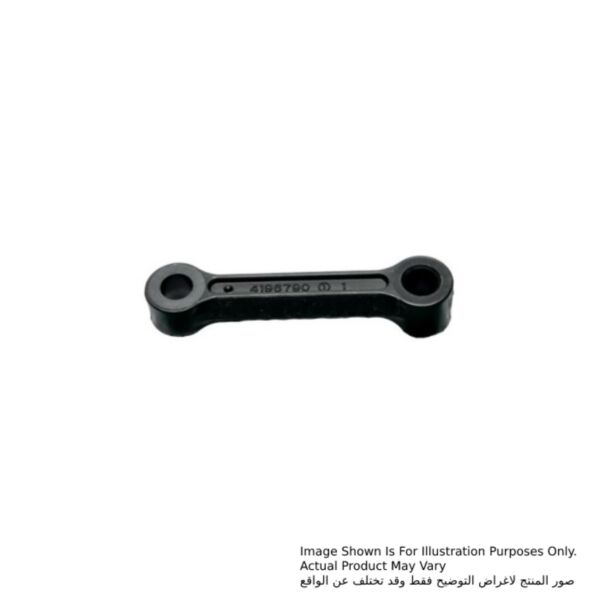 4196790 ① 1
Image Shown Is For Illustration Purposes Only.
Actual Product May Vary
صور المنتج لاغراض التوضيح فقط وقد تختلف عن الواقع